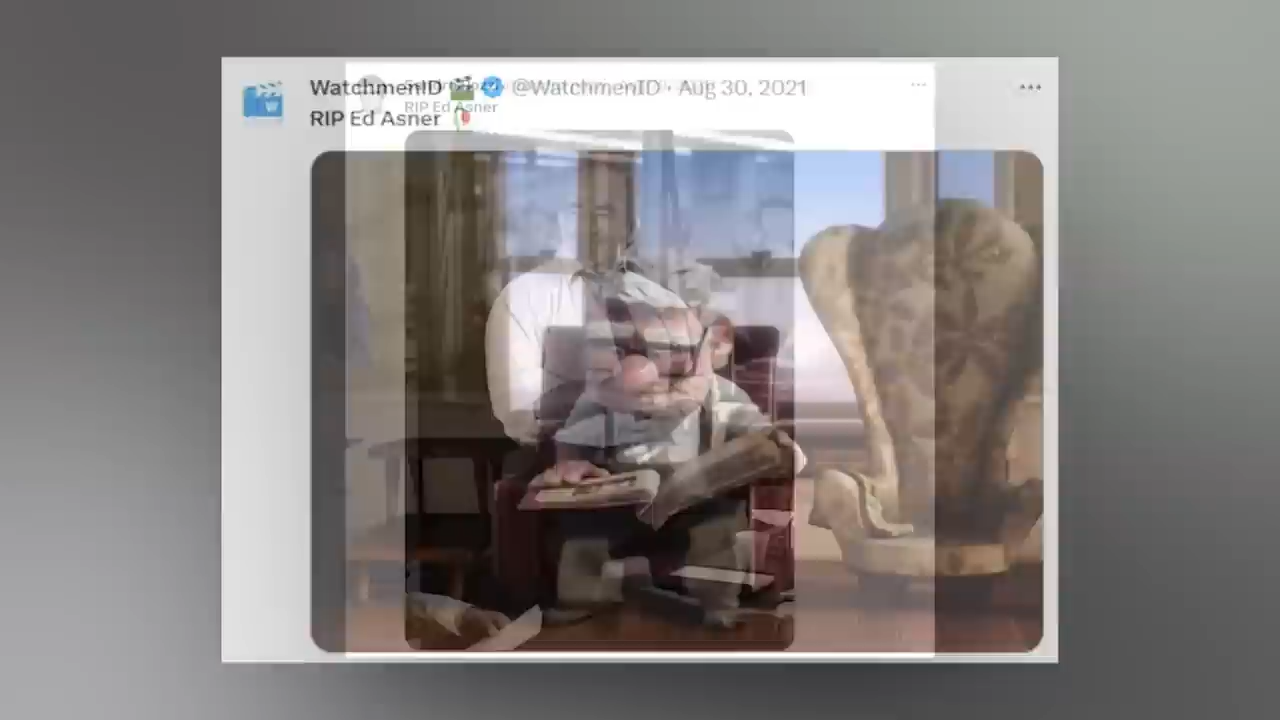 WatchmenID @WatchmenID · Aug 30, 2021
RIP Ed Asner
RIP Ed Asner
W